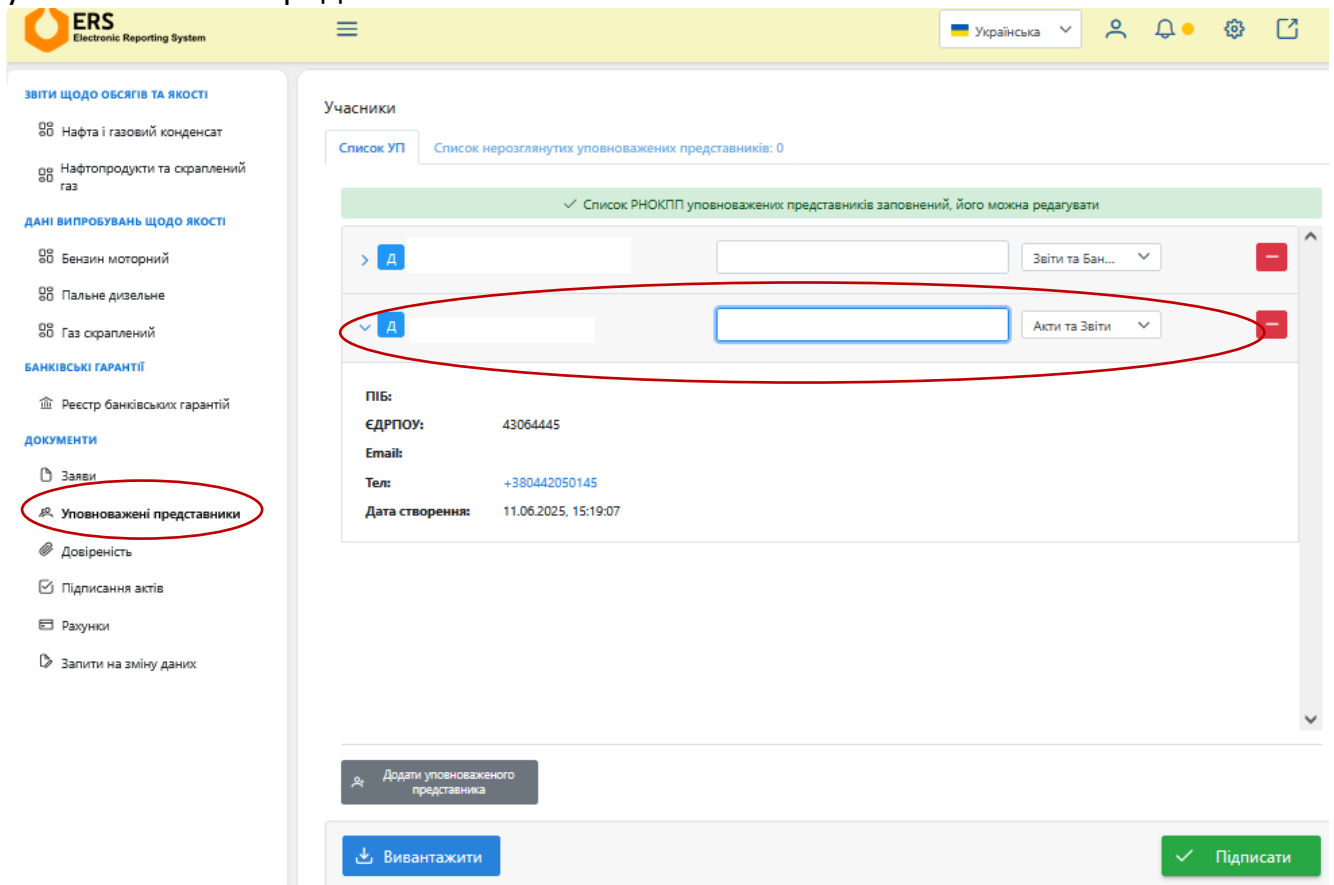 ERS
Electronic Reporting System
Українська
ЗВІТИ ЩОДО ОБСЯГІВ ТА ЯКОСТІ
Нафта і газовий конденсат
Нафтопродукти та скраплений
газ
ДАНІ ВИПРОБУВАНЬ ЩОДО ЯКОСТІ
Бензин моторний
Пальне дизельне
Газ скраплений
БАНКІВСЬКІ ГАРАНТІЇ
Реєстр банківських гарантій
ДОКУМЕНТИ
Заяви
Уповноважені представники
Довіреність
Підписання актів
Рахунки
Запити на зміну даних
Учасники
Список УП
Список нерозглянутих уповноважених представників: 0
Список РНОКПП уповноважених представників заповнений, його можна редагувати
Д
Звіти та Бан...
Д
Акти та Звіти
ПІБ:
ЄДРПОУ: 43064445
Email:
Тел: +380442050145
Дата створення: 11.06.2025, 15:19:07
Додати уповноваженого
представника
Вивантажити
Підписати